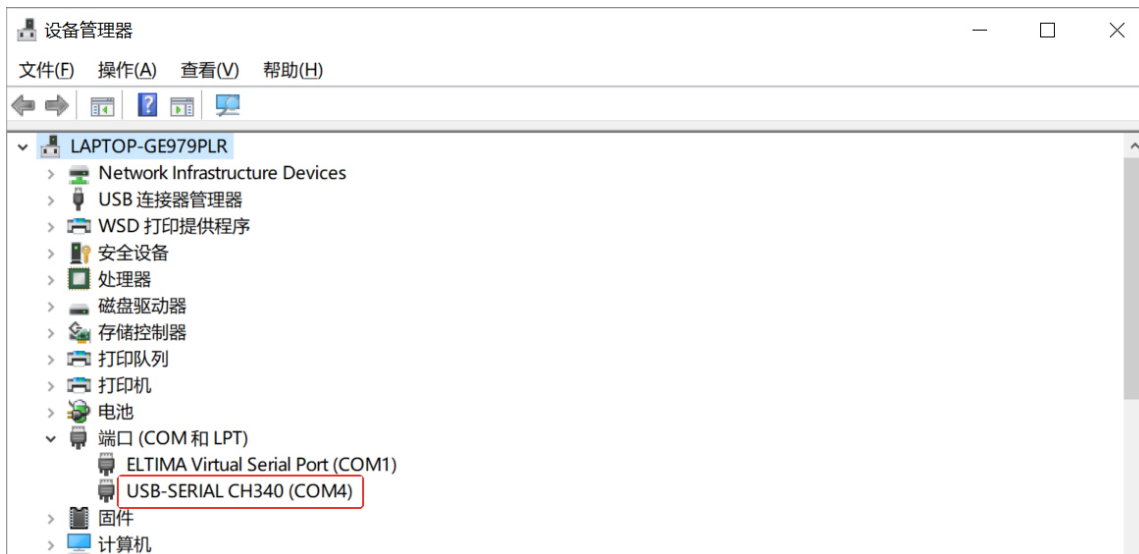 设备管理器
文件(F) 操作(A) 查看(V) 帮助(H)
?
LAPTOP-GE979PLR
Network Infrastructure Devices
USB 连接器管理器
WSD 打印提供程序
安全设备
处理器
磁盘驱动器
存储控制器
打印队列
打印机
电池
端口 (COM 和 LPT)
ELTIMA Virtual Serial Port (COM1)
USB-SERIAL CH340 (COM4)
固件
计算机